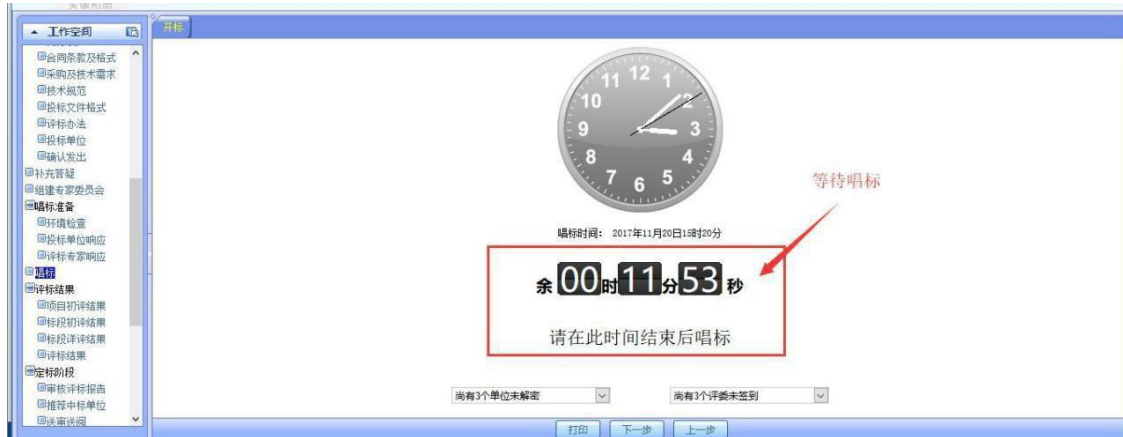 工作空间
开标
合同条款及格式
采购及技术需求
技术规范
投标文件格式
评标办法
投标单位
确认发出
补充答疑
组建专家委员会
唱标准备
环境检查
投标单位响应
评标专家响应
唱标
评标结果
项目初评结果
标段初评结果
标段详评结果
评标结果
定标阶段
审核评标报告
推荐中标单位
送审送阅
12
1
2
3
4
5
6
7
8
9
10
11
等待唱标
唱标时间: 2017年11月20日15时20分
余00时11分53秒
请在此时间结束后唱标
尚有3个单位未解密
尚有3个评委未签到
打印 下一步 上一步